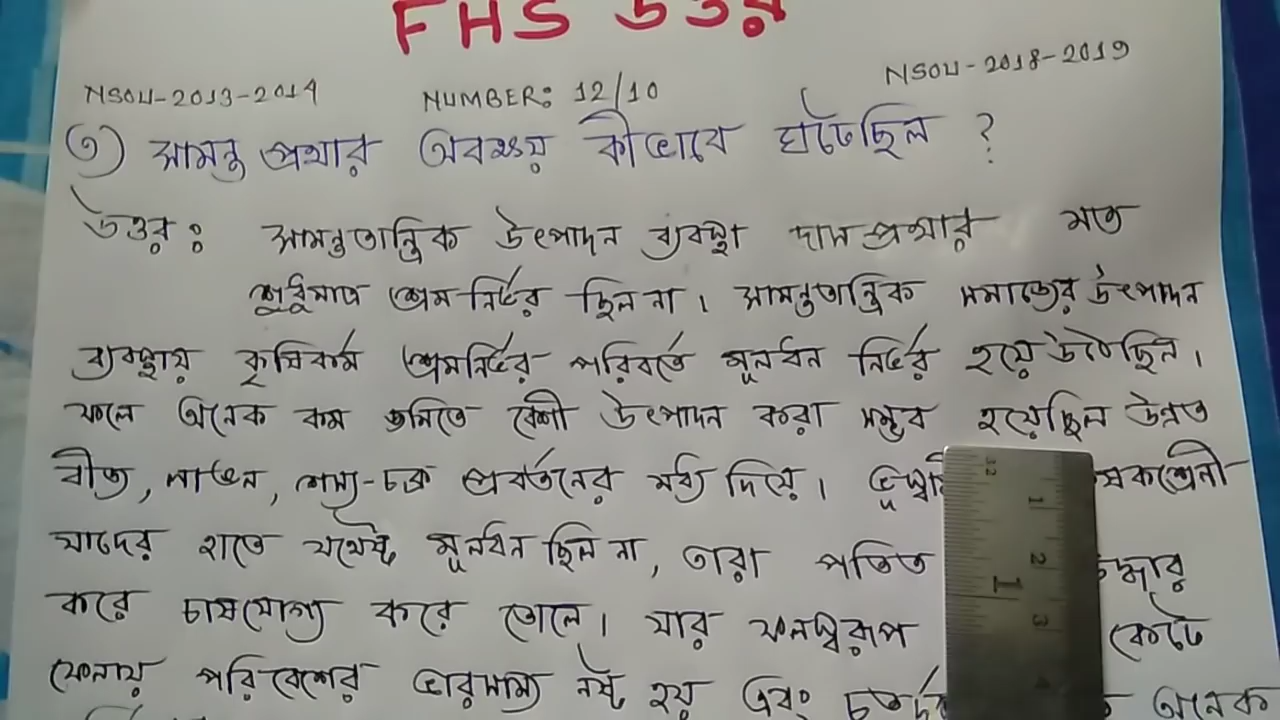 FHS উত্তর
NSOU-2013-2014 NUMBER: 12/10 NSOU-2018-2019
৩) সামন্ত প্রথার অবক্ষয় কীভাবে ঘটেছিল ?
উত্তর : সামন্ততান্ত্রিক উৎপাদন ব্যবস্থা দাসপ্রথার মত
শুধুমাত্র শ্রমনির্ভর ছিল না । সামন্ততান্ত্রিক সমাজের উৎপাদন
ব্যবস্থায় কৃষিকর্ম শ্রমনির্ভর পরিবর্তে মূলধন নির্ভর হয়ে উঠেছিল ।
ফলে অনেক কম জমিতে বেশী উৎপাদন করা সম্ভব হয়েছিল উন্নত
বীজ, লাঙল, শস্য-চক্র প্রবর্তনের মধ্য দিয়ে ।
যাদের হাতে যথেষ্ট মূলধন ছিল না, তারা পতিত
করে চাষযোগ্য করে তোলে । যার ফলস্বরূপ কেটে
ফেলায় পরিবেশের ভারসাম্য নষ্ট হয় এবং অনেক